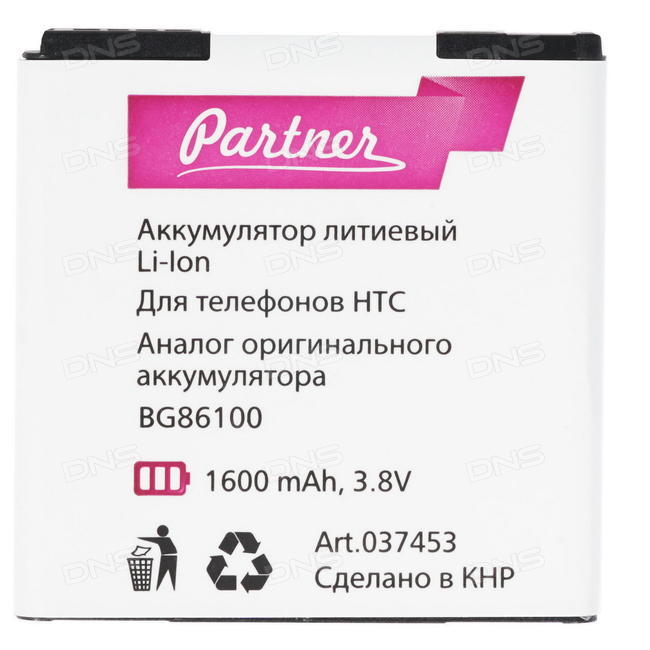 Partner
Аккумулятор литиевый
Li-Ion
Для телефонов HTC
Аналог оригинального
аккумулятора
BG86100
1600 mAh, 3.8V
Art.037453
Сделано в КНР
DNS